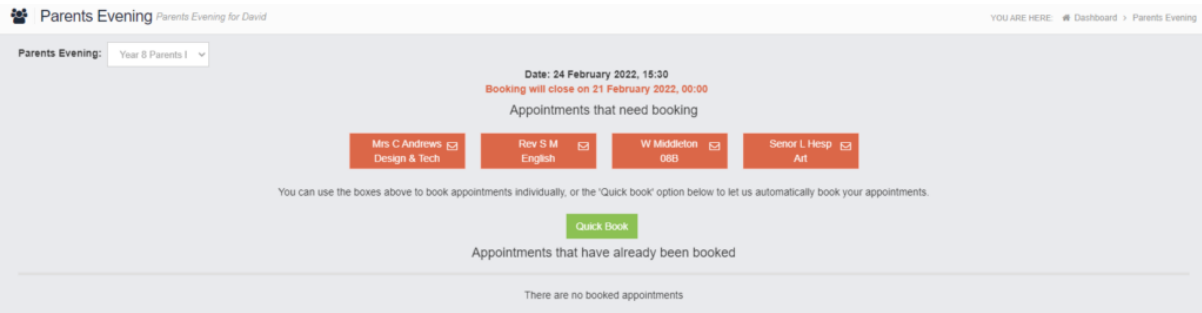 Parents Evening Parents Evening for David
YOU ARE HERE: Dashboard > Parents Evening
Parents Evening: Year 8 Parents I
Date: 24 February 2022, 15:30
Booking will close on 21 February 2022, 00:00
Appointments that need booking
Mrs C Andrews
Design & Tech
Rev S M
English
W Middleton
08B
Senor L Hesp
Art
You can use the boxes above to book appointments individually, or the 'Quick book' option below to let us automatically book your appointments.
Quick Book
Appointments that have already been booked
There are no booked appointments